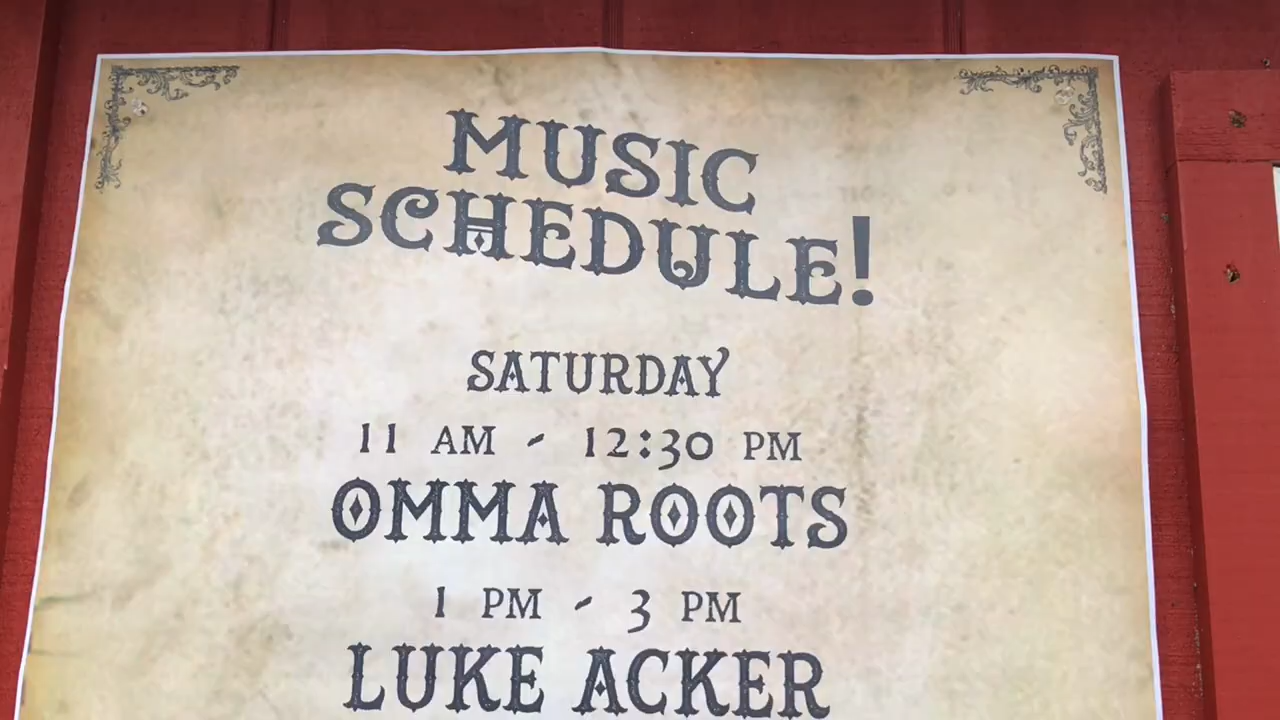 MUSIC
SCHEDULE!
SATURDAY
11 AM - 12:30 PM
OMMA ROOTS
1 PM - 3 PM
LUKE ACKER